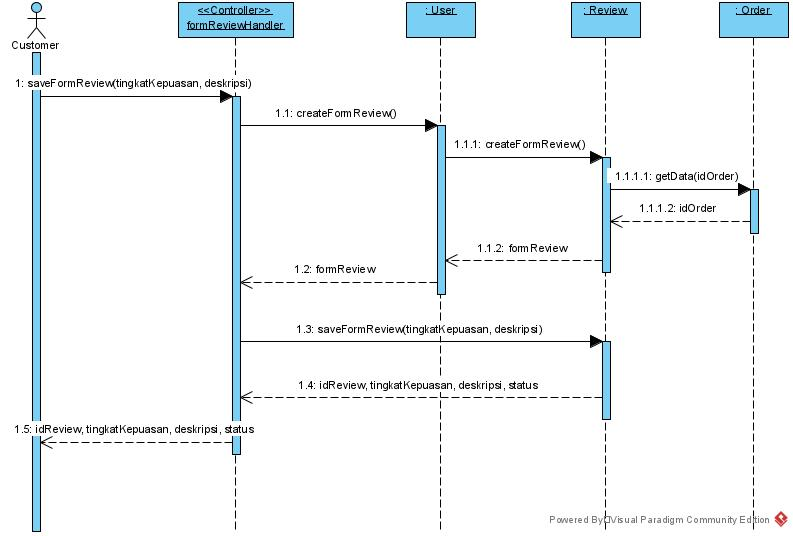 <<Controller>>
formReviewHandler
: User
: Review
: Order
Customer
1: saveFormReview(tingkatKepuasan, deskripsi)
1.1: createFormReview()
1.1.1: createFormReview()
1.1.1.1: getData(idOrder)
1.1.1.2: idOrder
1.1.2: formReview
1.2: formReview
1.3: saveFormReview(tingkatKepuasan, deskripsi)
1.4: idReview, tingkatKepuasan, deskripsi, status
1.5: idReview, tingkatKepuasan, deskripsi, status
Powered By Visual Paradigm Community Edition